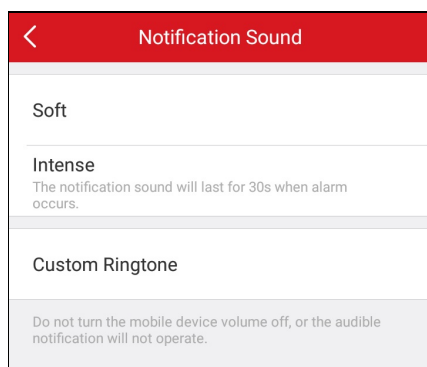 Notification Sound
Soft
Intense
The notification sound will last for 30s when alarm
occurs.
Custom Ringtone
Do not turn the mobile device volume off, or the audible
notification will not operate.